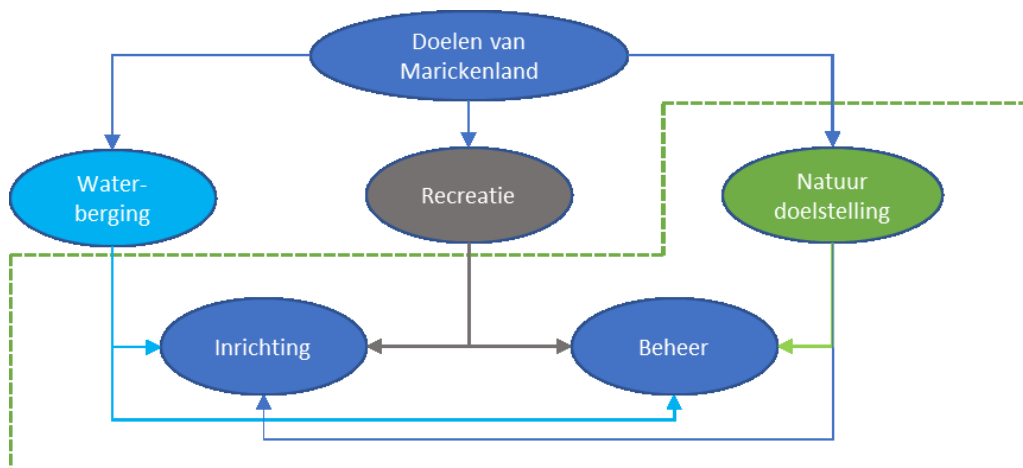 Doelen van
Marickenland
Water-
berging
Recreatie
Natuur
doelstelling
Inrichting
Beheer